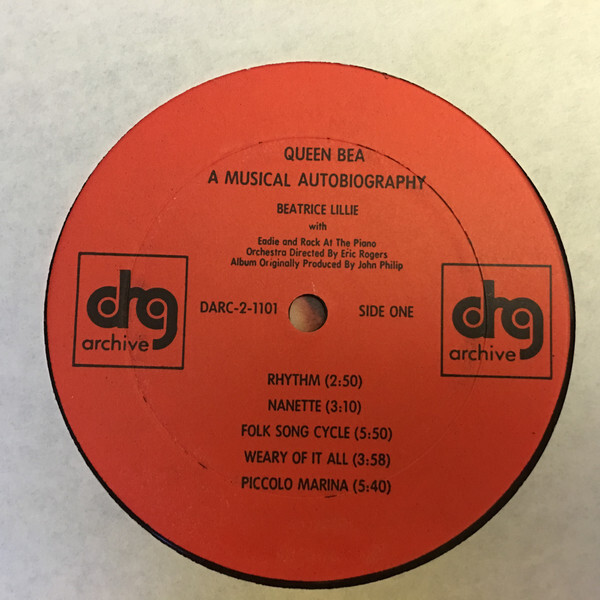 QUEEN BEA
A MUSICAL AUTOBIOGRAPHY
BEATRICE LILLIE
with
Eadie and Rack At The Piano
Orchestra Directed By Eric Rogers
Album Originally Produced By John Philip
dhg
archive
DARC-2-1101
SIDE ONE
dhg
archive
RHYTHM (2:50)
NANETTE (3:10)
FOLK SONG CYCLE (5:50)
WEARY OF IT ALL (3:58)
PICCOLO MARINA (5:40)